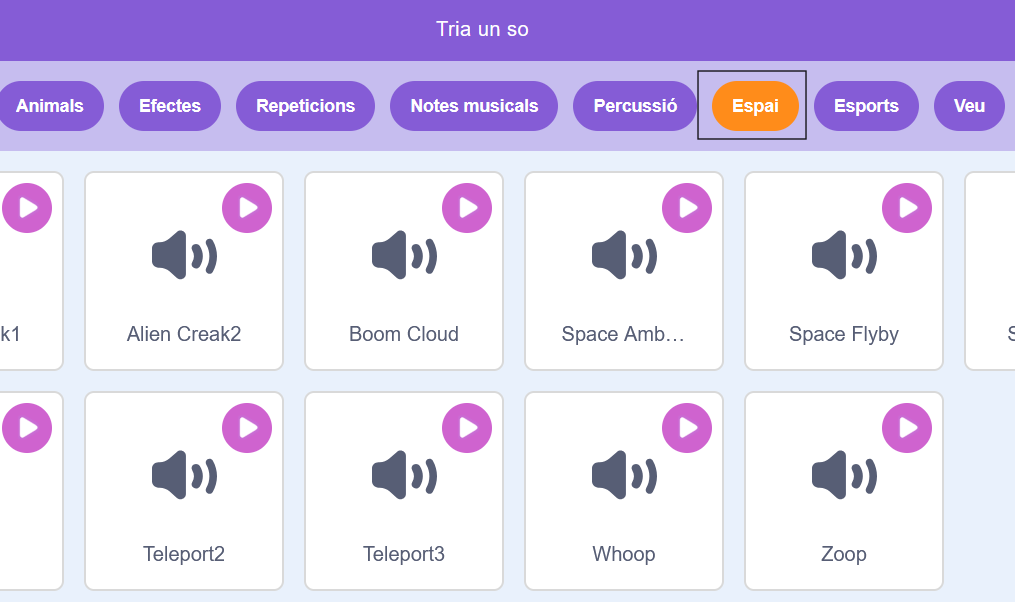 Tria un so
Animals Efectes Repeticions Notes musicals Percussió Espai Esports Veu
k1 Alien Creak2 Boom Cloud Space Amb… Space Flyby S
Teleport2 Teleport3 Whoop Zoop